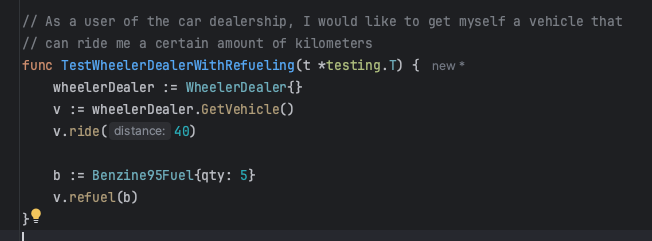 // As a user of the car dealership, I would like to get myself a vehicle that
// can ride me a certain amount of kilometers
func TestWheelerDealerWithRefueling(t *testing.T) { new *
    wheelerDealer := WheelerDealer{}
    v := wheelerDealer.GetVehicle()
    v.ride( distance: 40)

    b := Benzine95Fuel{qty: 5}
    v.refuel(b)
}